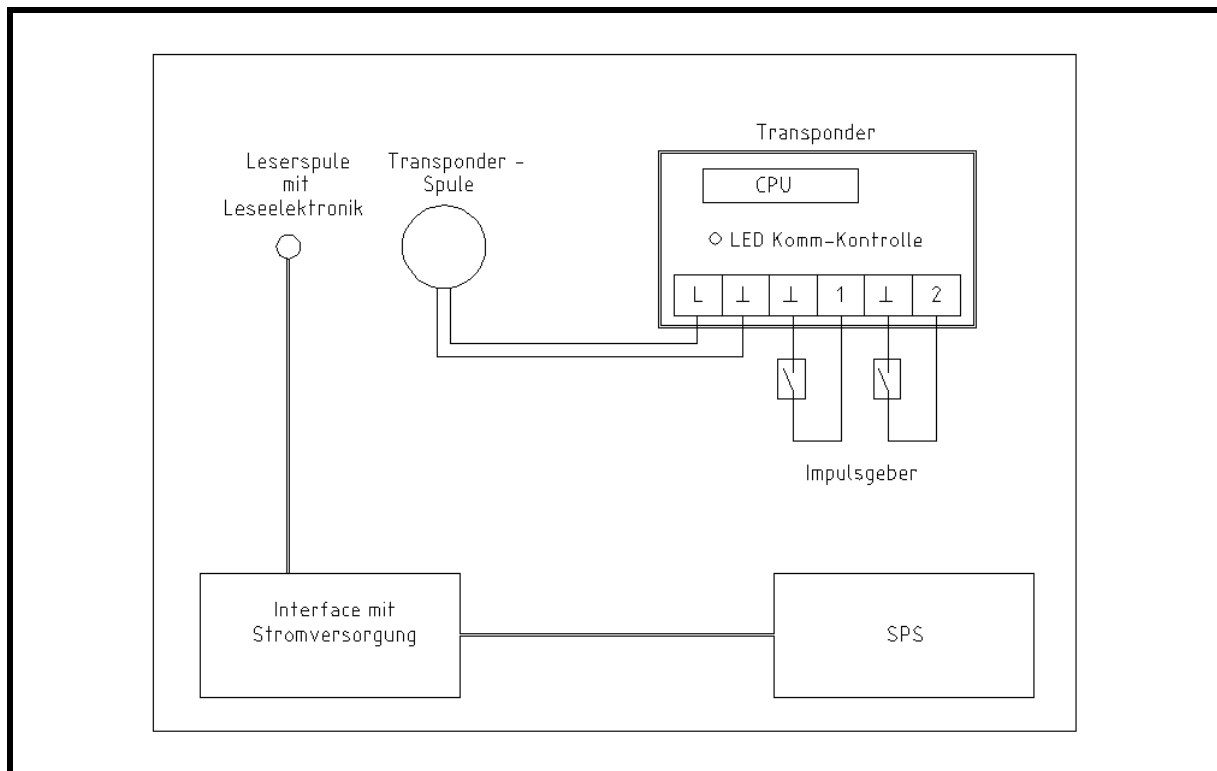 Transponder
Leserspule
mit
Leseelektronik
Transponder -
Spule
CPU
LED Komm-Kontrolle
L ⊥ ⊥ 1 ⊥ 2
Impulsgeber
Interface mit
Stromversorgung
SPS